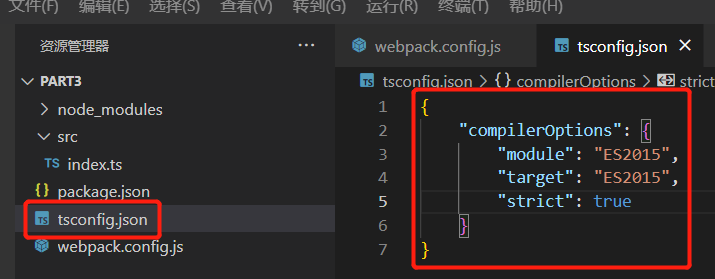 文件(F) 编辑(E) 选择(S) 查看(V) 转到(G) 运行(R) 终端(T) 帮助(H)
资源管理器 ···
PART3
node_modules
src
TS index.ts
{} package.json
TS tsconfig.json
webpack.config.js
webpack.config.js TS tsconfig.json ×
TS tsconfig.json > {} compilerOptions > strict
1 {
2 "compilerOptions": {
3 "module": "ES2015",
4 "target": "ES2015",
5 "strict": true
6 }
7 }